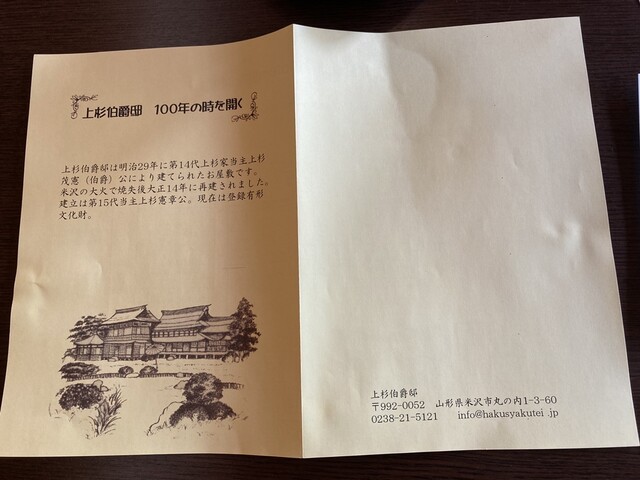 上杉伯爵邸 100年の時を開く
上杉伯爵邸は明治29年に第14代上杉家当主上杉
茂憲（伯爵）公により建てられたお屋敷です。
米沢の大火で焼失後大正14年に再建されました。
建立は第15代当主上杉憲章公。現在は登録有形
文化財。
上杉伯爵邸
〒992-0052 山形県米沢市丸の内1-3-60
0238-21-5121 info@hakusyakutei .jp